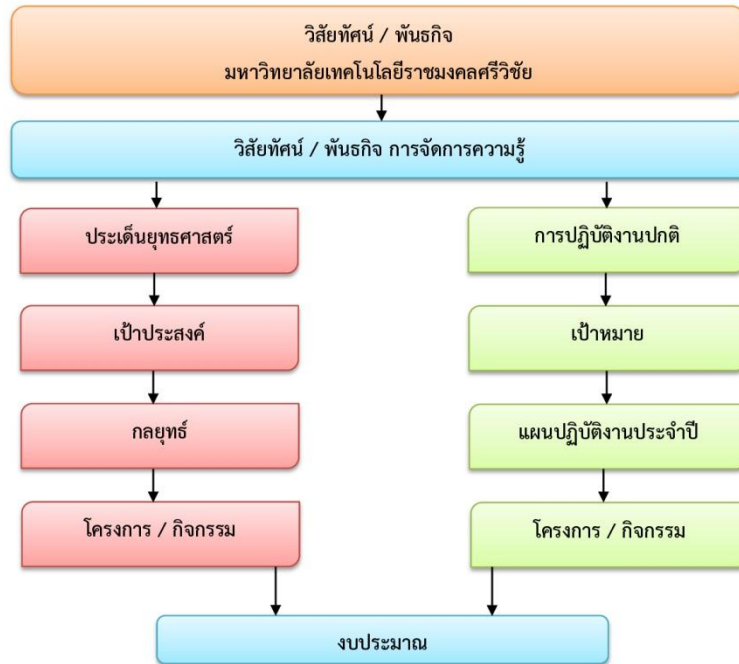 วิสัยทัศน์ / พันธกิจ
มหาวิทยาลัยเทคโนโลยีราชมงคลศรีวิชัย
วิสัยทัศน์ / พันธกิจ การจัดการความรู้
ประเด็นยุทธศาสตร์
การปฏิบัติงานปกติ
เป้าประสงค์
เป้าหมาย
กลยุทธ์
แผนปฏิบัติงานประจำปี
โครงการ / กิจกรรม
โครงการ / กิจกรรม
งบประมาณ